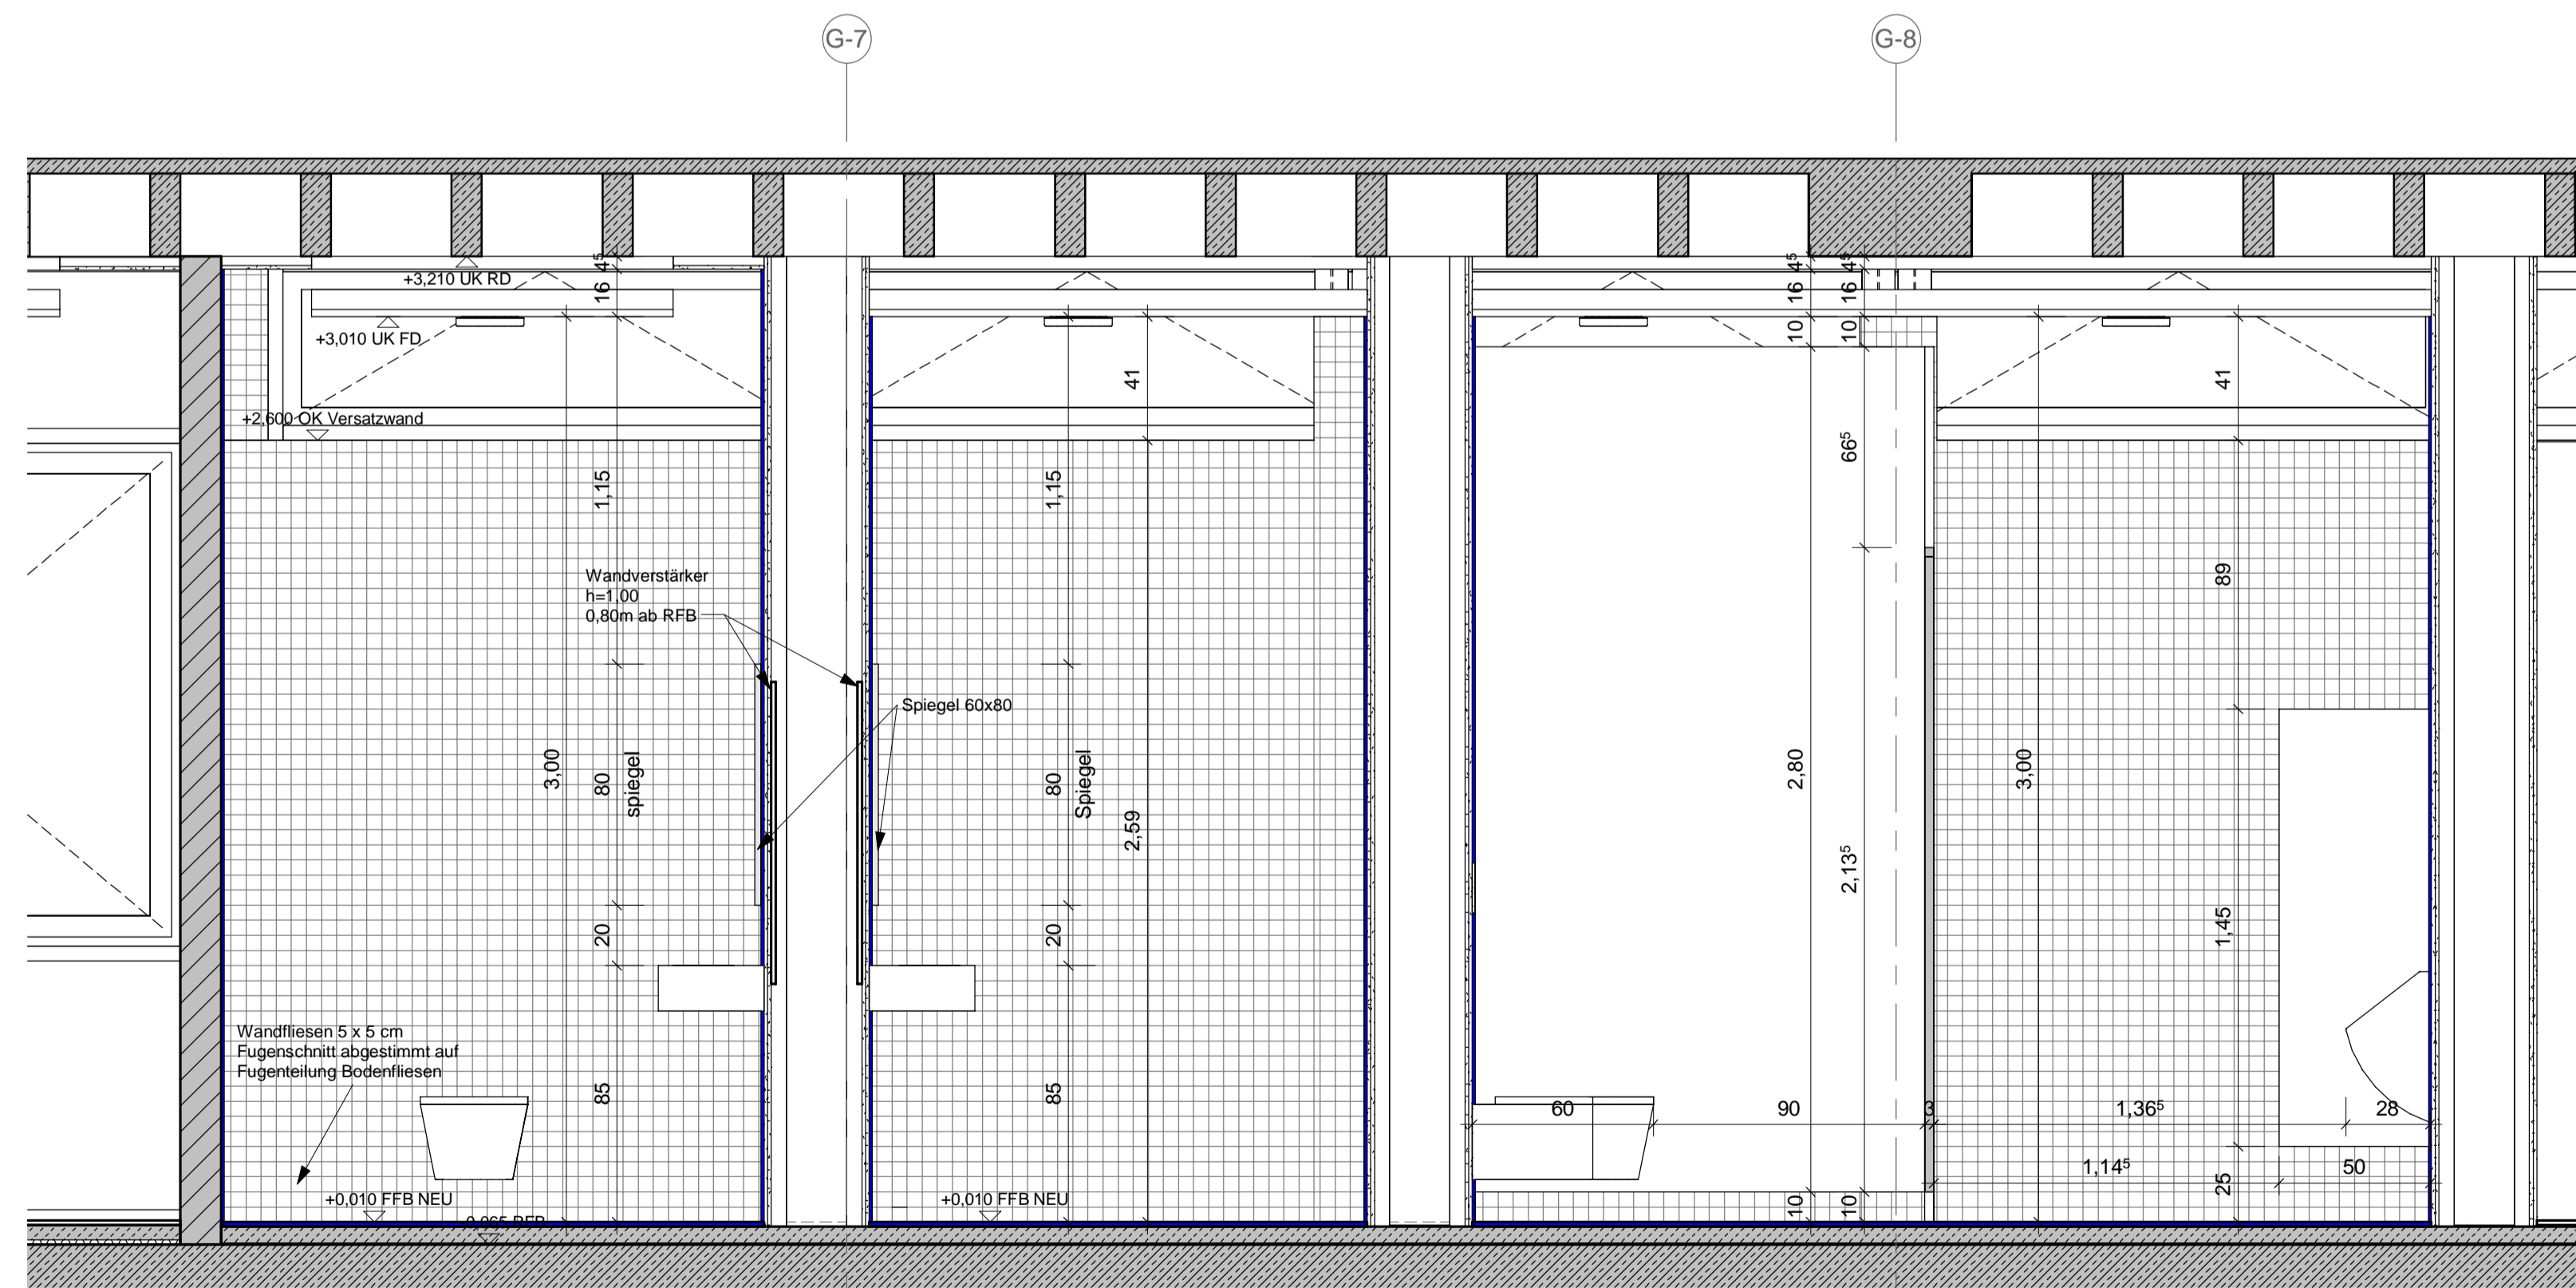 G-7
G-8
+3,210 UK RD
+3,010 UK FD
+2,600 OK Versatzwand
16
4⁵
1,15
3,00
80
spiegel
20
85
Wandverstärker
h=1.00
0,80m ab RFB
Spiegel 60x80
Wandfliesen 5 x 5 cm
Fugenschnitt abgestimmt auf
Fugenteilung Bodenfliesen
+0,010 FFB NEU
41
1,15
80
Spiegel
2,59
20
85
+0,010 FFB NEU
4⁵
16
10
2,80
10
4⁵
16
10
66⁵
2,13⁵
10
60
90
3
1,36⁵
28
1,14⁵
50
3,00
41
89
1,45
25